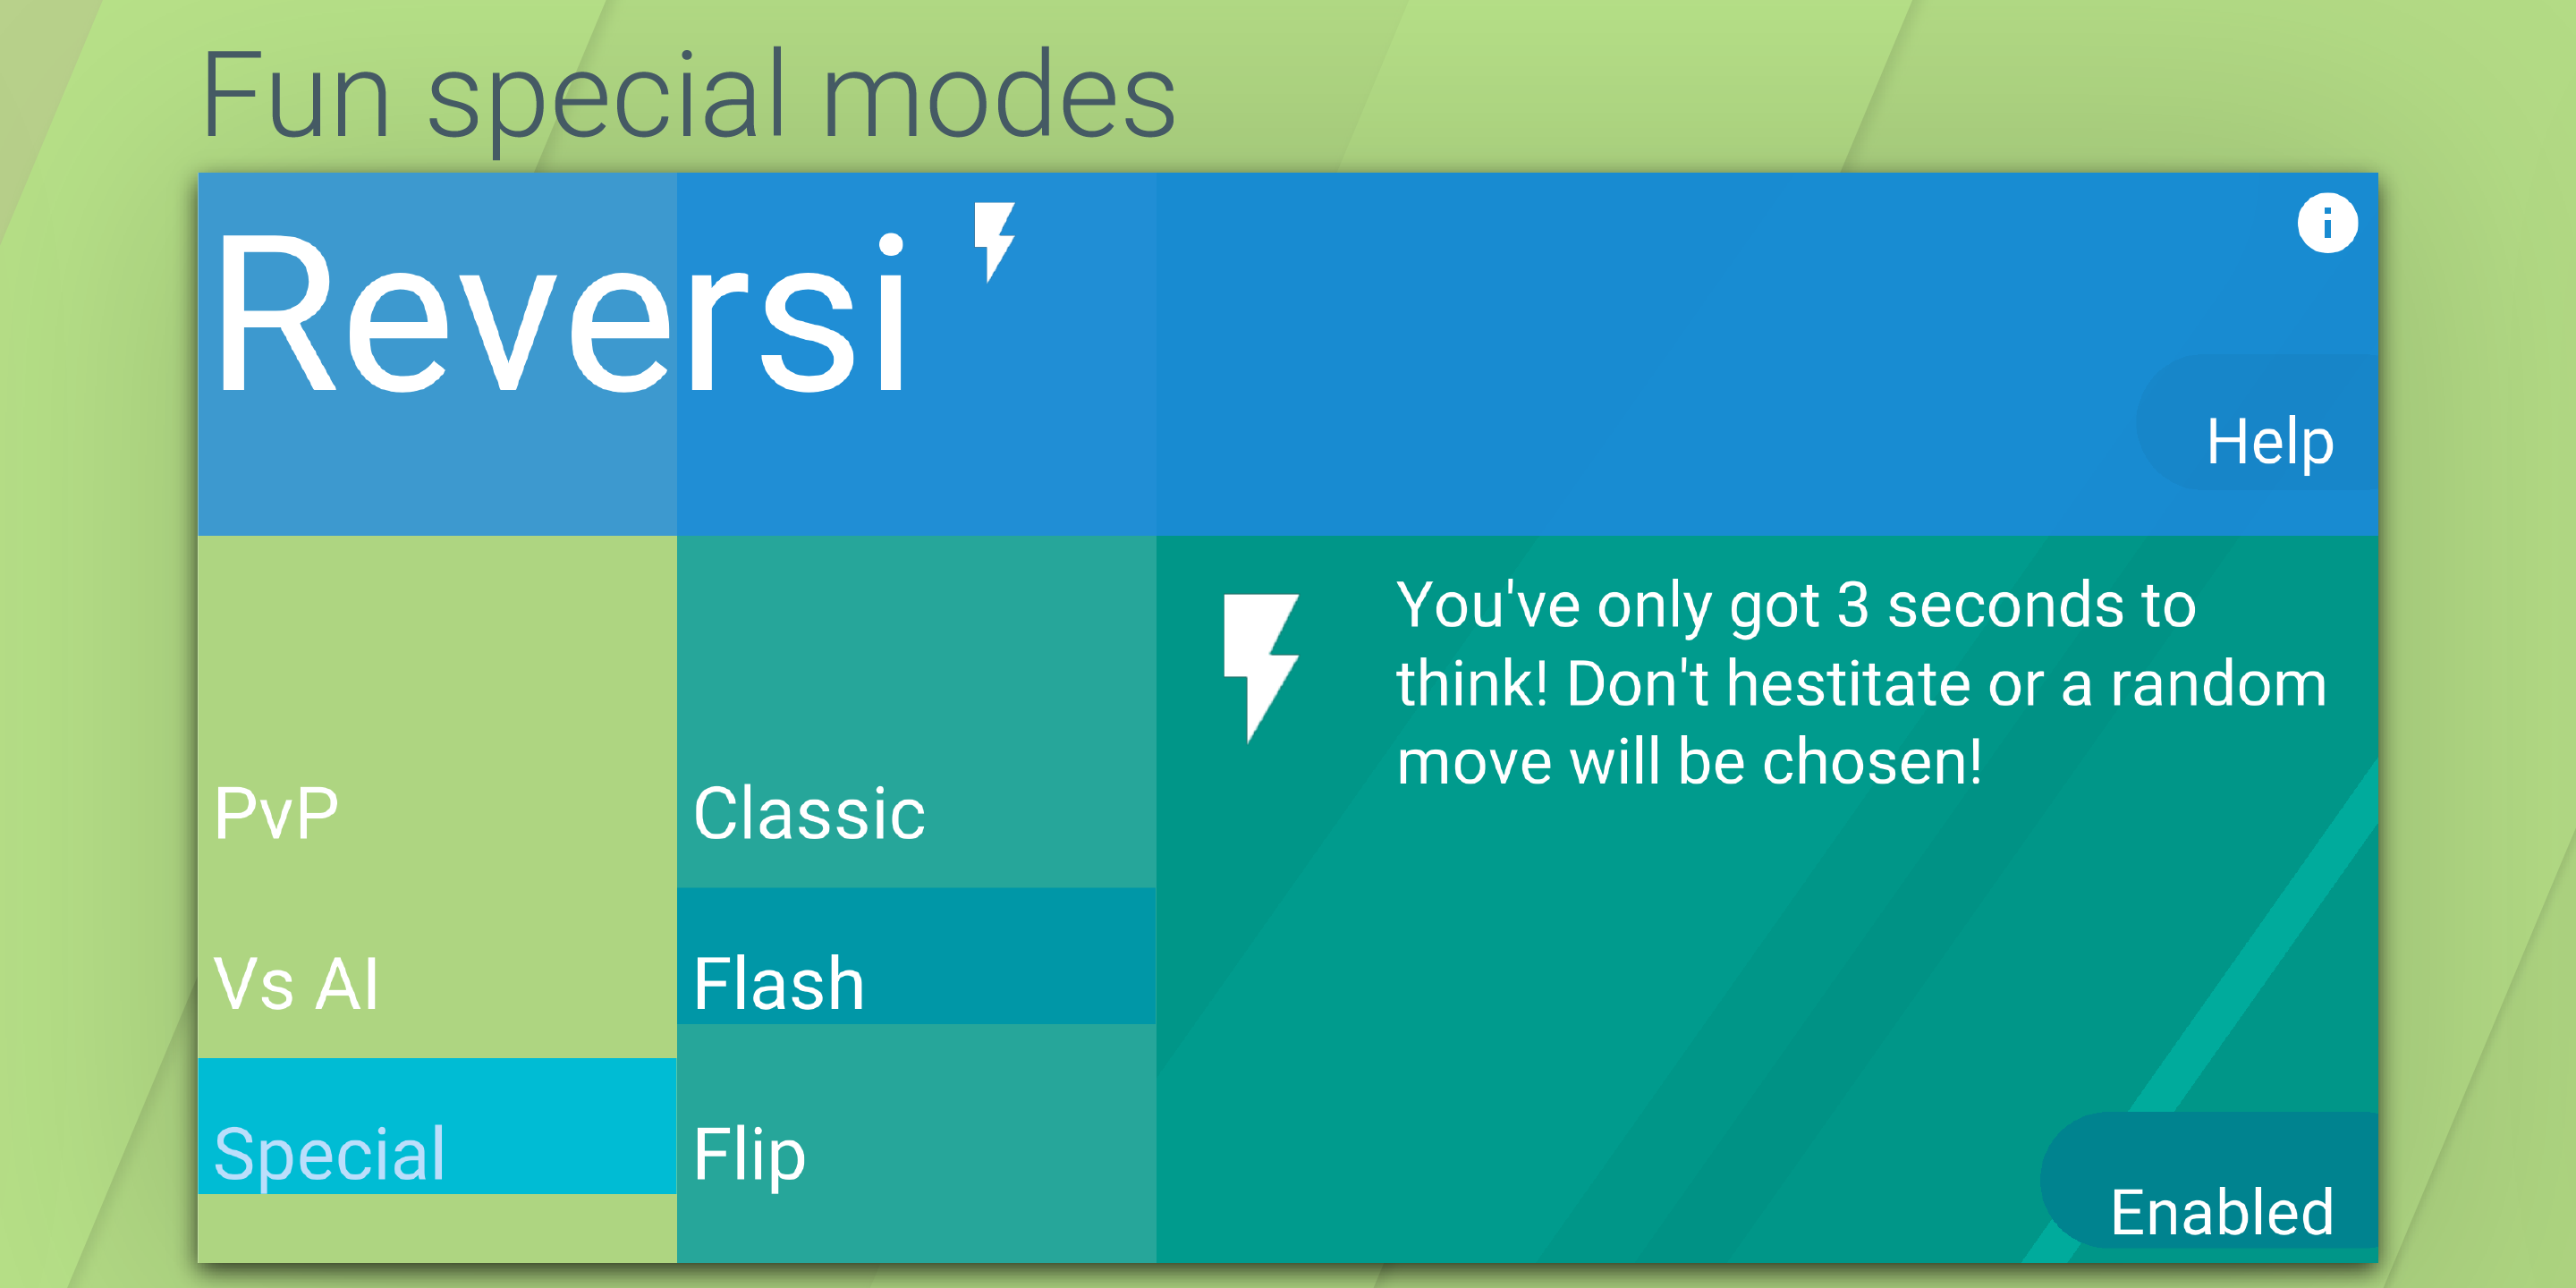 Fun special modes
Reversi
Help
PvP
Vs AI
Special
Classic
Flash
Flip
You've only got 3 seconds to
think! Don't hestitate or a random
move will be chosen!
Enabled